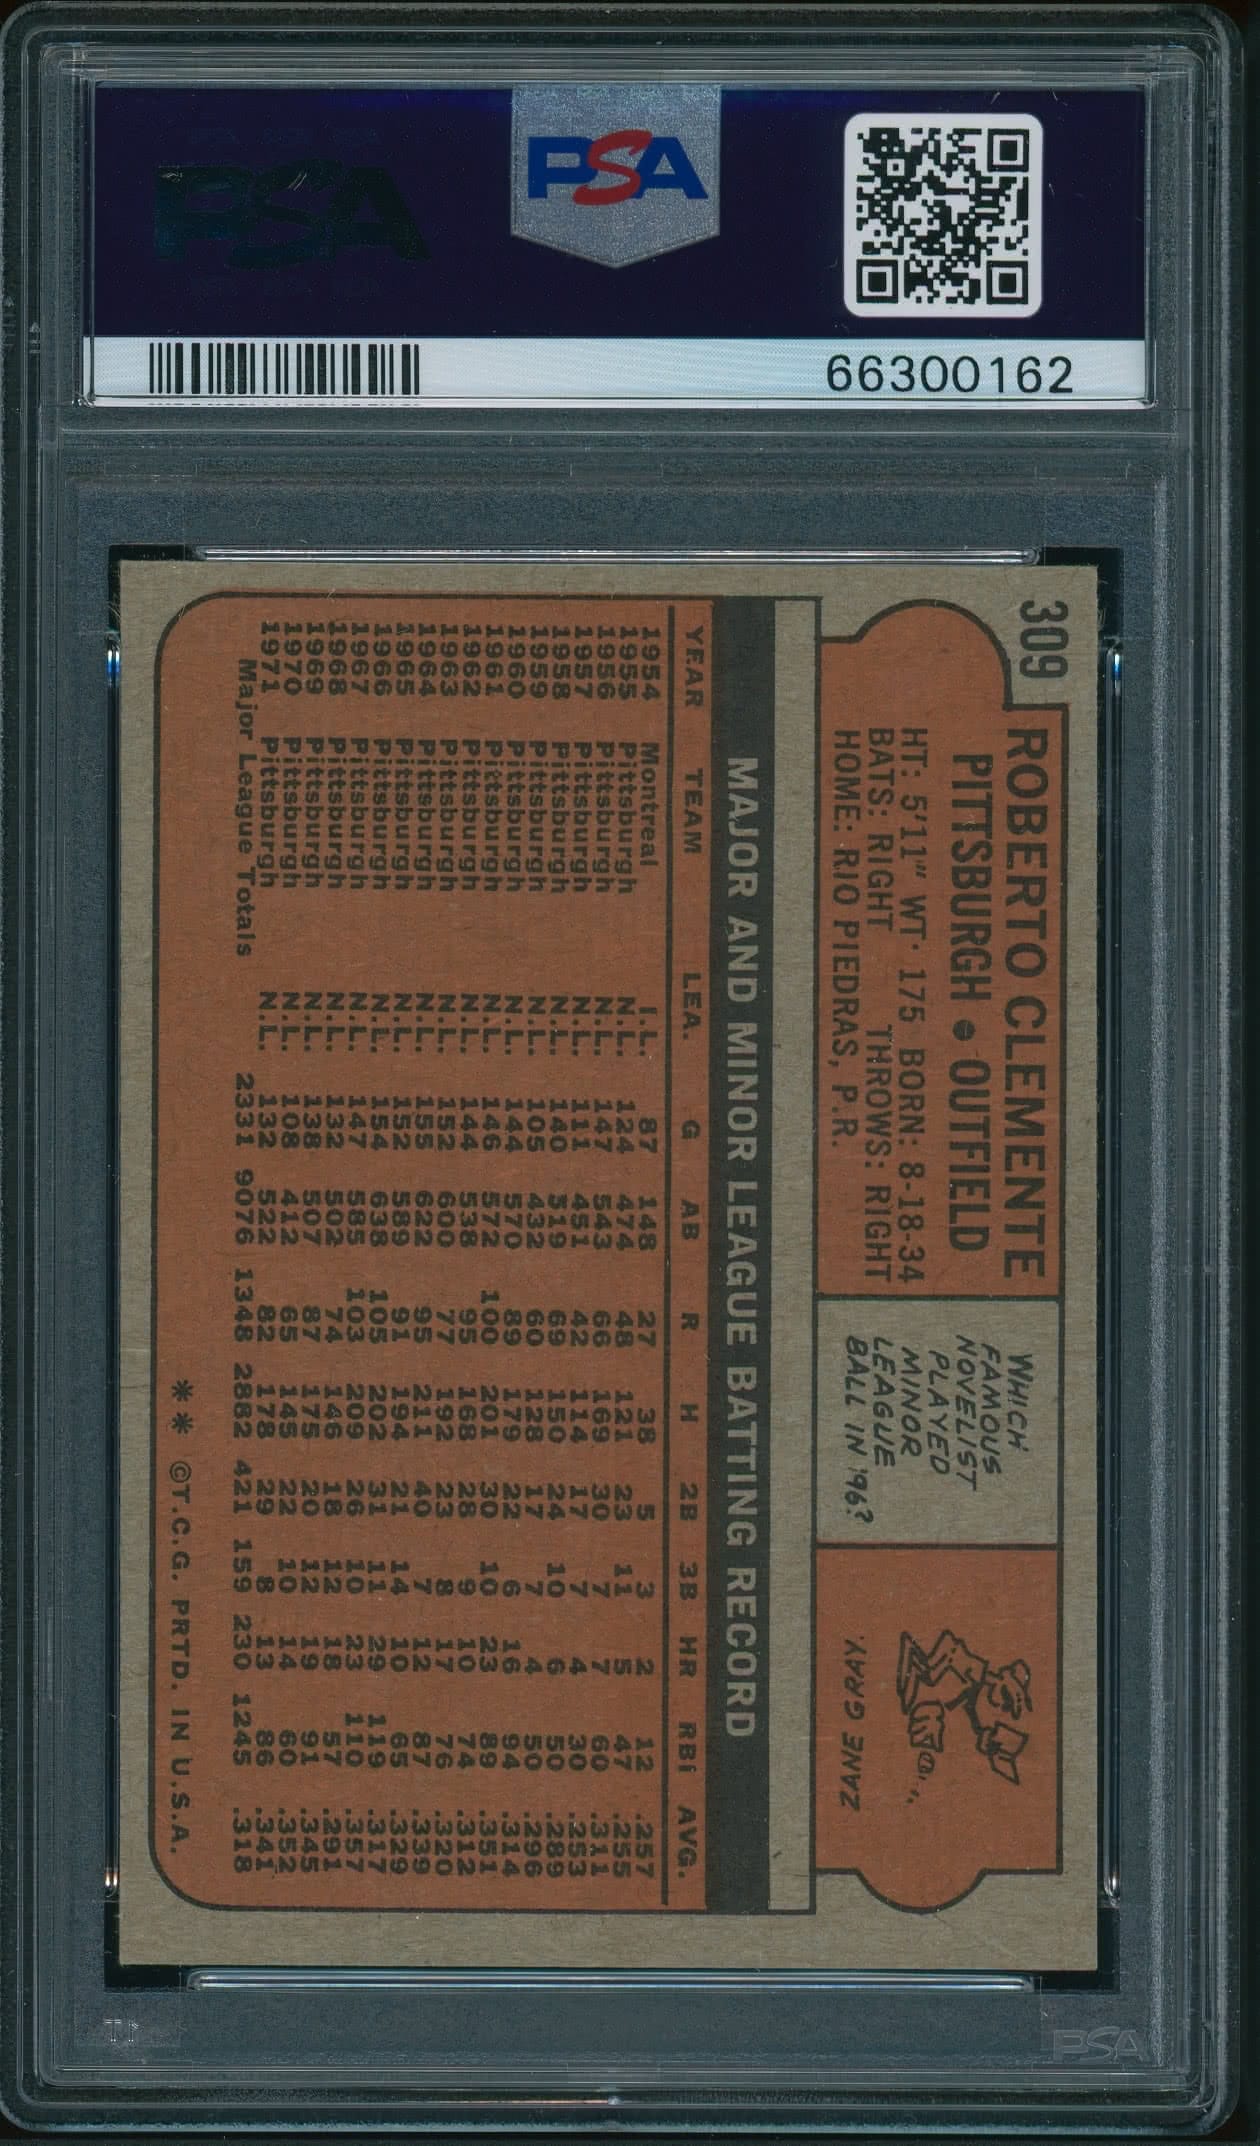 PSA
PSA
66300162
309
ROBERTO CLEMENTE
PITTSBURGH • OUTFIELD
HT: 5'11" WT: 175 BORN: 8-18-34
BATS: RIGHT THROWS: RIGHT
HOME: RIO PIEDRAS, P.R.
WHICH
FAMOUS
NOVELIST
PLAYED
MINOR
LEAGUE
BALL IN '96?
ZANE GRAY.
MAJOR AND MINOR LEAGUE BATTING RECORD
YEAR TEAM LEA. G AB R H 2B 3B HR RBI AVG.
1954 Montreal I.L. 87 148 27 38 5 3 2 12 .257
1955 Pittsburgh N.L. 124 474 48 121 23 11 5 47 .255
1956 Pittsburgh N.L. 147 543 66 169 30 7 7 60 .311
1957 Pittsburgh N.L. 111 451 42 114 17 7 4 30 .253
1958 Pittsburgh N.L. 140 519 69 150 24 10 6 50 .289
1959 Pittsburgh N.L. 105 432 60 128 17 7 4 50 .296
1960 Pittsburgh N.L. 144 570 89 179 22 6 16 94 .314
1961 Pittsburgh N.L. 146 572 100 201 30 10 23 89 .351
1962 Pittsburgh N.L. 144 538 95 168 28 9 10 74 .312
1963 Pittsburgh N.L. 152 600 77 192 23 8 17 76 .320
1964 Pittsburgh N.L. 155 622 95 211 40 7 12 87 .339
1965 Pittsburgh N.L. 152 589 91 194 21 14 10 65 .329
1966 Pittsburgh N.L. 154 638 105 202 31 11 29 119 .317
1967 Pittsburgh N.L. 147 585 103 209 26 10 23 110 .357
1968 Pittsburgh N.L. 132 502 74 146 18 12 18 57 .291
1969 Pittsburgh N.L. 138 507 87 175 20 12 19 91 .345
1970 Pittsburgh N.L. 108 412 65 145 22 10 14 60 .352
1971 Pittsburgh N.L. 132 522 82 178 29 8 13 86 .341
Major League Totals 2331 9076 1348 2882 421 159 230 1245 .318
** ©T.C.G. PRTD. IN U.S.A.
PSA